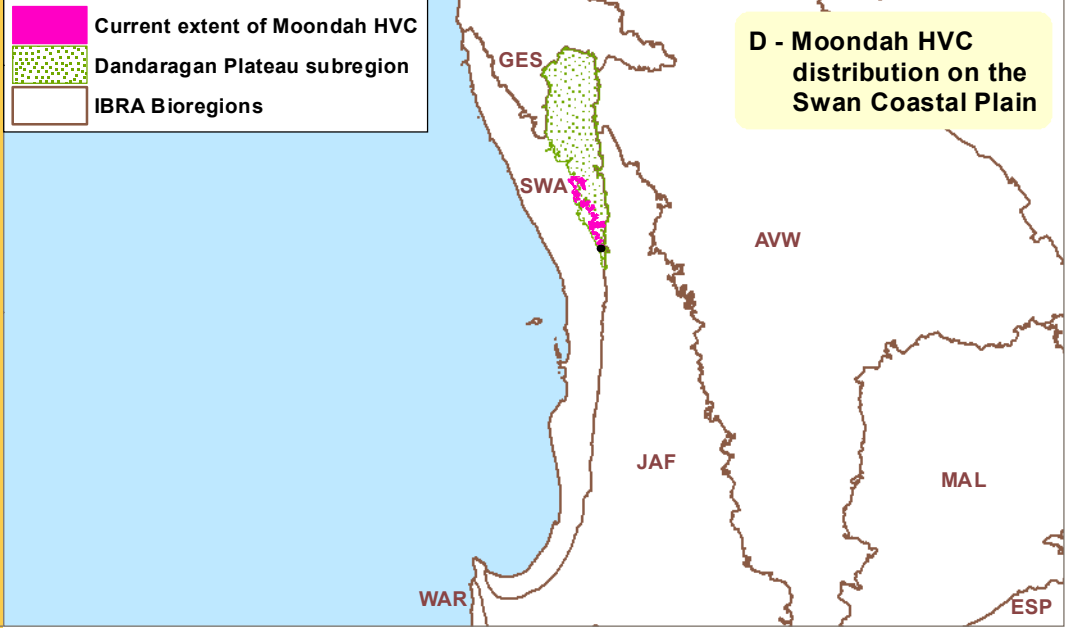 Current extent of Moondah HVC
Dandaragan Plateau subregion
IBRA Bioregions
D - Moondah HVC
distribution on the
Swan Coastal Plain
GES
SWA
AVW
JAF
MAL
WAR
ESP